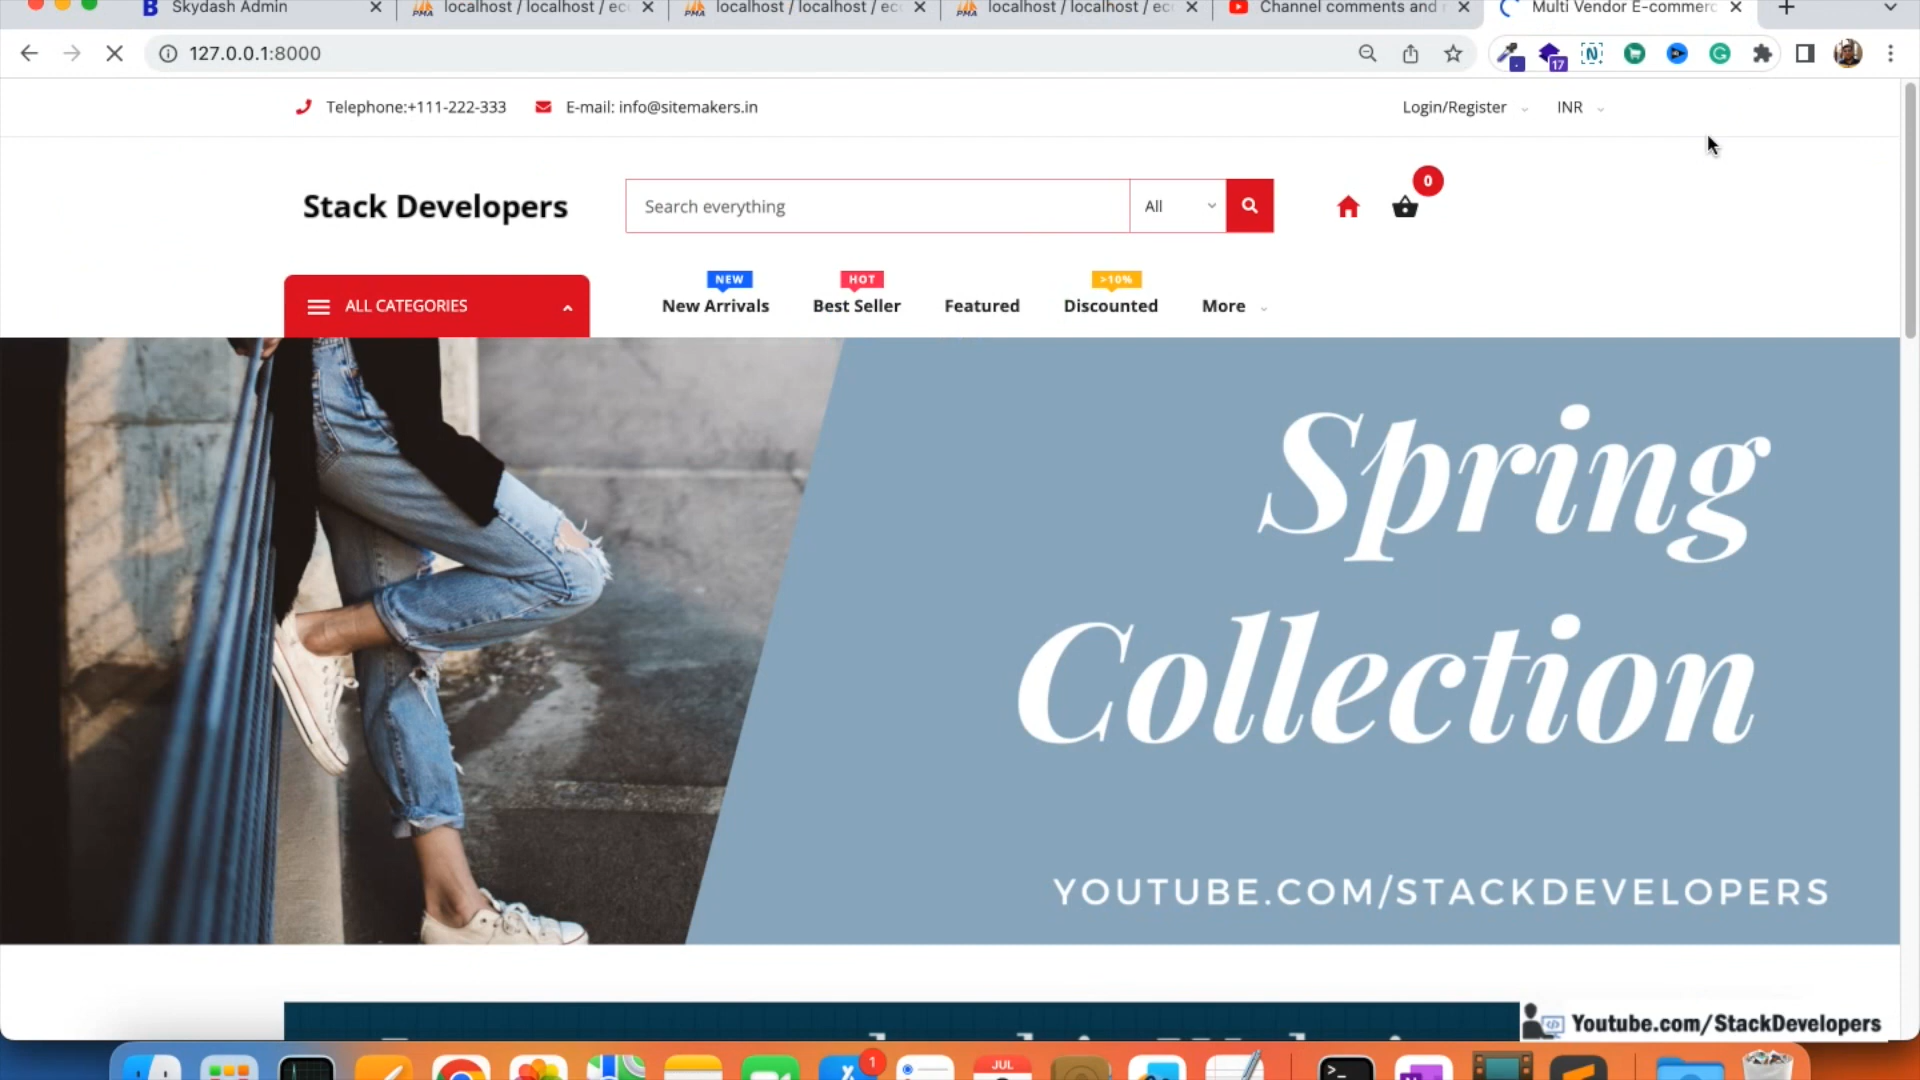 Skydash Admin
localhost / localhost / ec
localhost / localhost / ec
localhost / localhost / ec
Channel comments and
Multi Vendor E-commerc
127.0.0.1:8000
17
Telephone:+111-222-333
E-mail: info@sitemakers.in
Login/Register
INR
Stack Developers
Search everything
All
0
ALL CATEGORIES
NEW
New Arrivals
HOT
Best Seller
Featured
>10%
Discounted
More
Spring
Collection
YOUTUBE.COM/STACKDEVELOPERS
Youtube.com/StackDevelopers
1
JUL